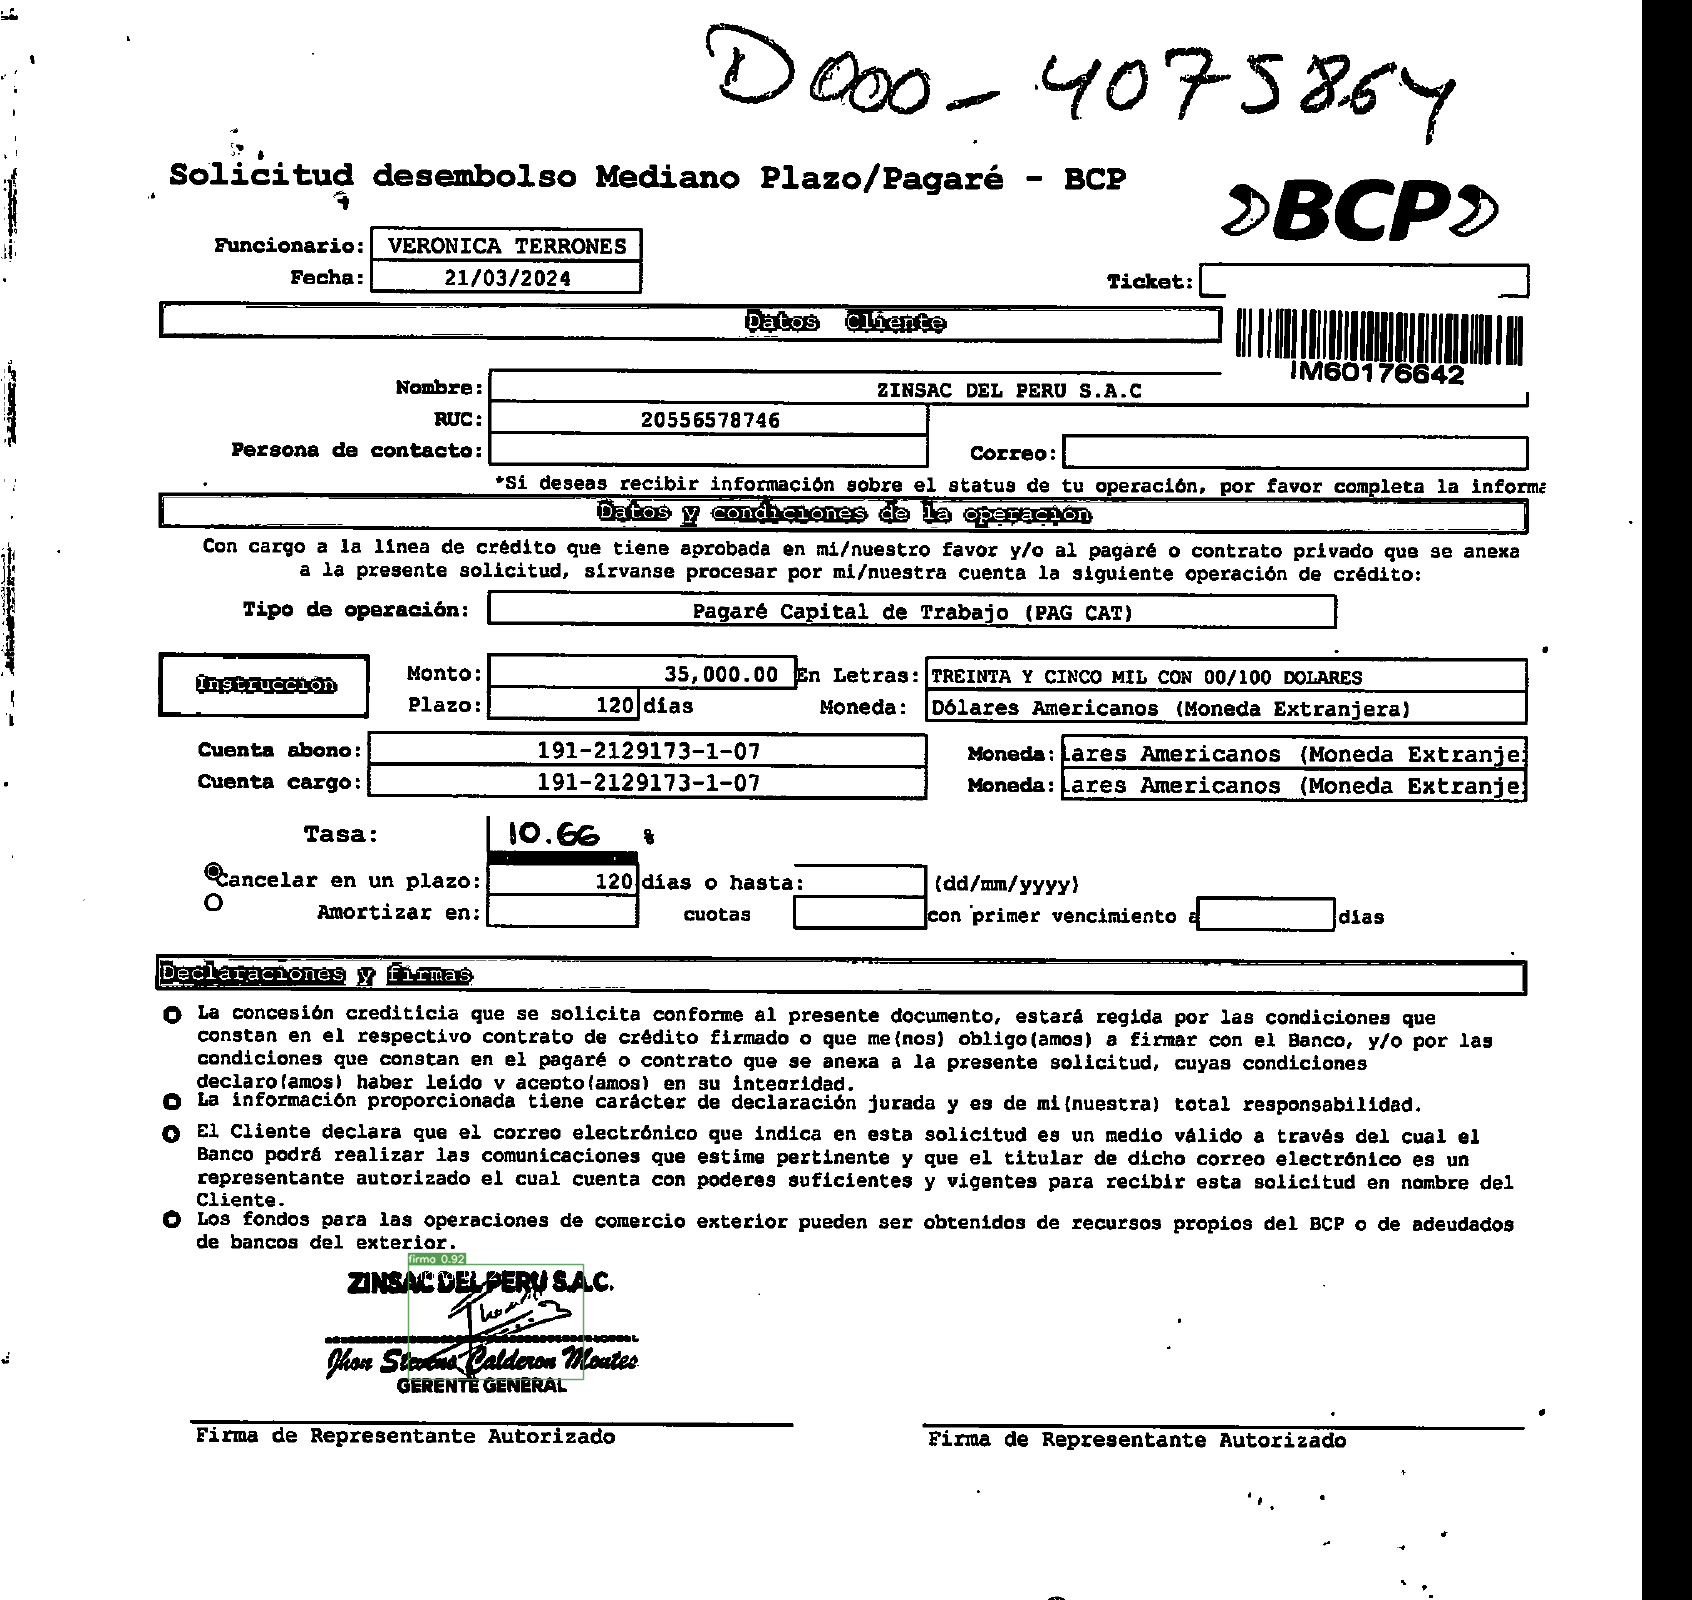 D000-4075864
Solicitud desembolso Mediano Plazo/Pagaré - BCP
BCP
Funcionario: VERONICA TERRONES
Fecha: 21/03/2024
Ticket:
Datos Cliente
IM60176642
Nombre: ZINSAC DEL PERU S.A.C
RUC: 20556578746
Persona de contacto: Correo:
*Si deseas recibir información sobre el status de tu operación, por favor completa la informa
Datos y condiciones de la operación
Con cargo a la línea de crédito que tiene aprobada en mi/nuestro favor y/o al pagaré o contrato privado que se anexa
a la presente solicitud, sírvanse procesar por mi/nuestra cuenta la siguiente operación de crédito:
Tipo de operación: Pagaré Capital de Trabajo (PAG CAT)
Instrucción
Monto: 35,000.00 En Letras: TREINTA Y CINCO MIL CON 00/100 DOLARES
Plazo: 120 días Moneda: Dólares Americanos (Moneda Extranjera)
Cuenta abono: 191-2129173-1-07 Moneda: lares Americanos (Moneda Extranje
Cuenta cargo: 191-2129173-1-07 Moneda: lares Americanos (Moneda Extranje
Tasa: 10.66 %
Cancelar en un plazo: 120 días o hasta: (dd/mm/yyyy)
Amortizar en: cuotas con primer vencimiento a días
Declaraciones y firmas
La concesión crediticia que se solicita conforme al presente documento, estará regida por las condiciones que
constan en el respectivo contrato de crédito firmado o que me(nos) obligo(amos) a firmar con el Banco, y/o por las
condiciones que constan en el pagaré o contrato que se anexa a la presente solicitud, cuyas condiciones
declaro(amos) haber leído y acepto(amos) en su integridad.
La información proporcionada tiene carácter de declaración jurada y es de mi(nuestra) total responsabilidad.
El Cliente declara que el correo electrónico que indica en esta solicitud es un medio válido a través del cual el
Banco podrá realizar las comunicaciones que estime pertinente y que el titular de dicho correo electrónico es un
representante autorizado el cual cuenta con poderes suficientes y vigentes para recibir esta solicitud en nombre del
Cliente.
Los fondos para las operaciones de comercio exterior pueden ser obtenidos de recursos propios del BCP o de adeudados
de bancos del exterior.
firma 0.92
ZINSAC DEL PERU S.A.C.
Jhon Stevens Calderon Montes
GERENTE GENERAL
Firma de Representante Autorizado
Firma de Representante Autorizado